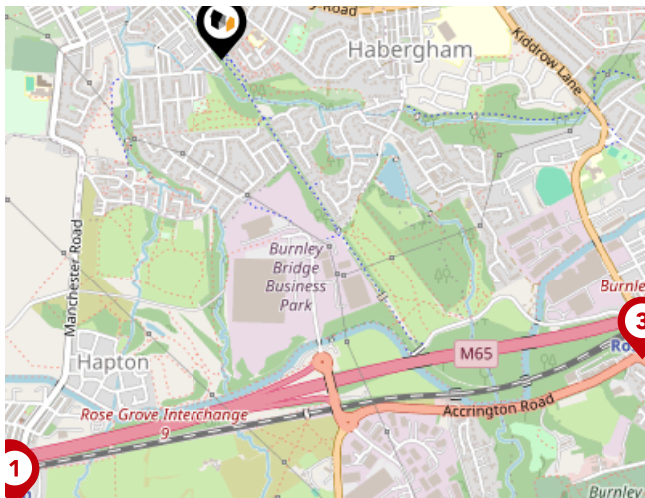 y Road
Habergham
Kiddrow Lane
Manchester Road
Burnley
Bridge
Business
Park
Burnle
3
Ro
M65
Hapton
Rose Grove Interchange
9
Accrington Road
1
n
Burnley